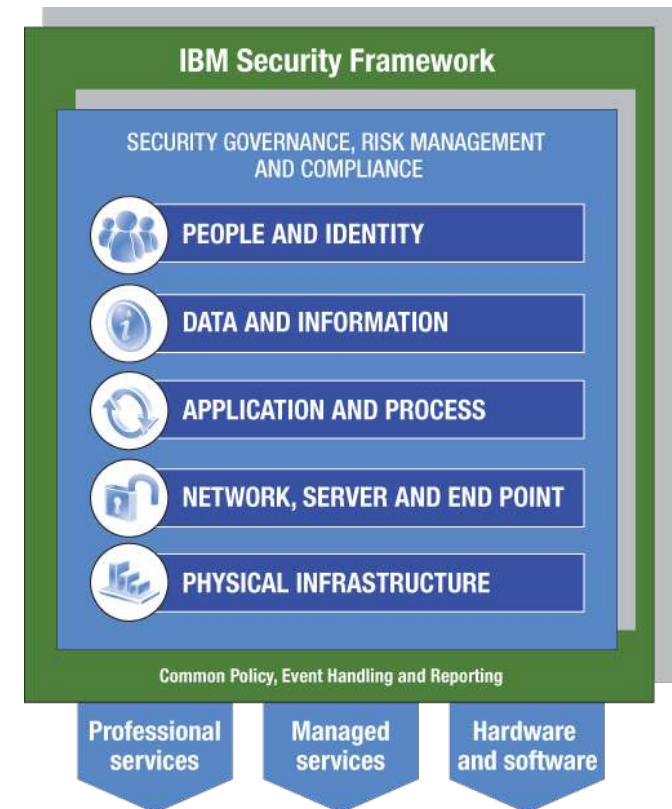 IBM Security Framework
SECURITY GOVERNANCE, RISK MANAGEMENT
AND COMPLIANCE
PEOPLE AND IDENTITY
DATA AND INFORMATION
APPLICATION AND PROCESS
NETWORK, SERVER AND END POINT
PHYSICAL INFRASTRUCTURE
Common Policy, Event Handling and Reporting
Professional
services
Managed
services
Hardware
and software